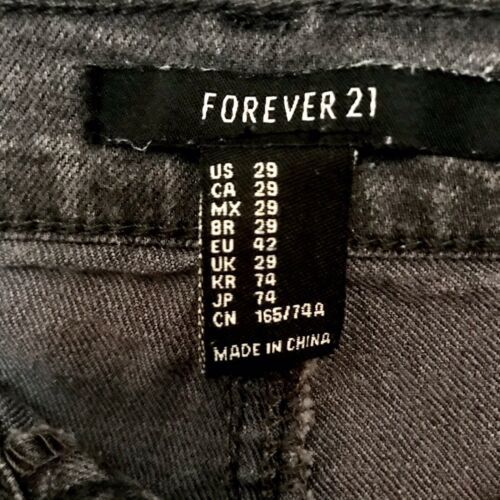 FOREVER 21
US 29
CA 29
MX 29
BR 29
EU 42
UK 29
KR 74
JP 74
CN 165/74A
MADE IN CHINA